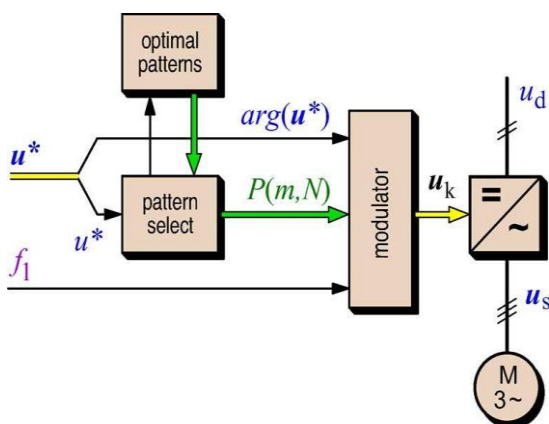 optimal
patterns
u*
arg(u*)
u_d
P(m,N)
pattern
select
u*
modulator
u_k
=
~
f_1
u_s
M
3~